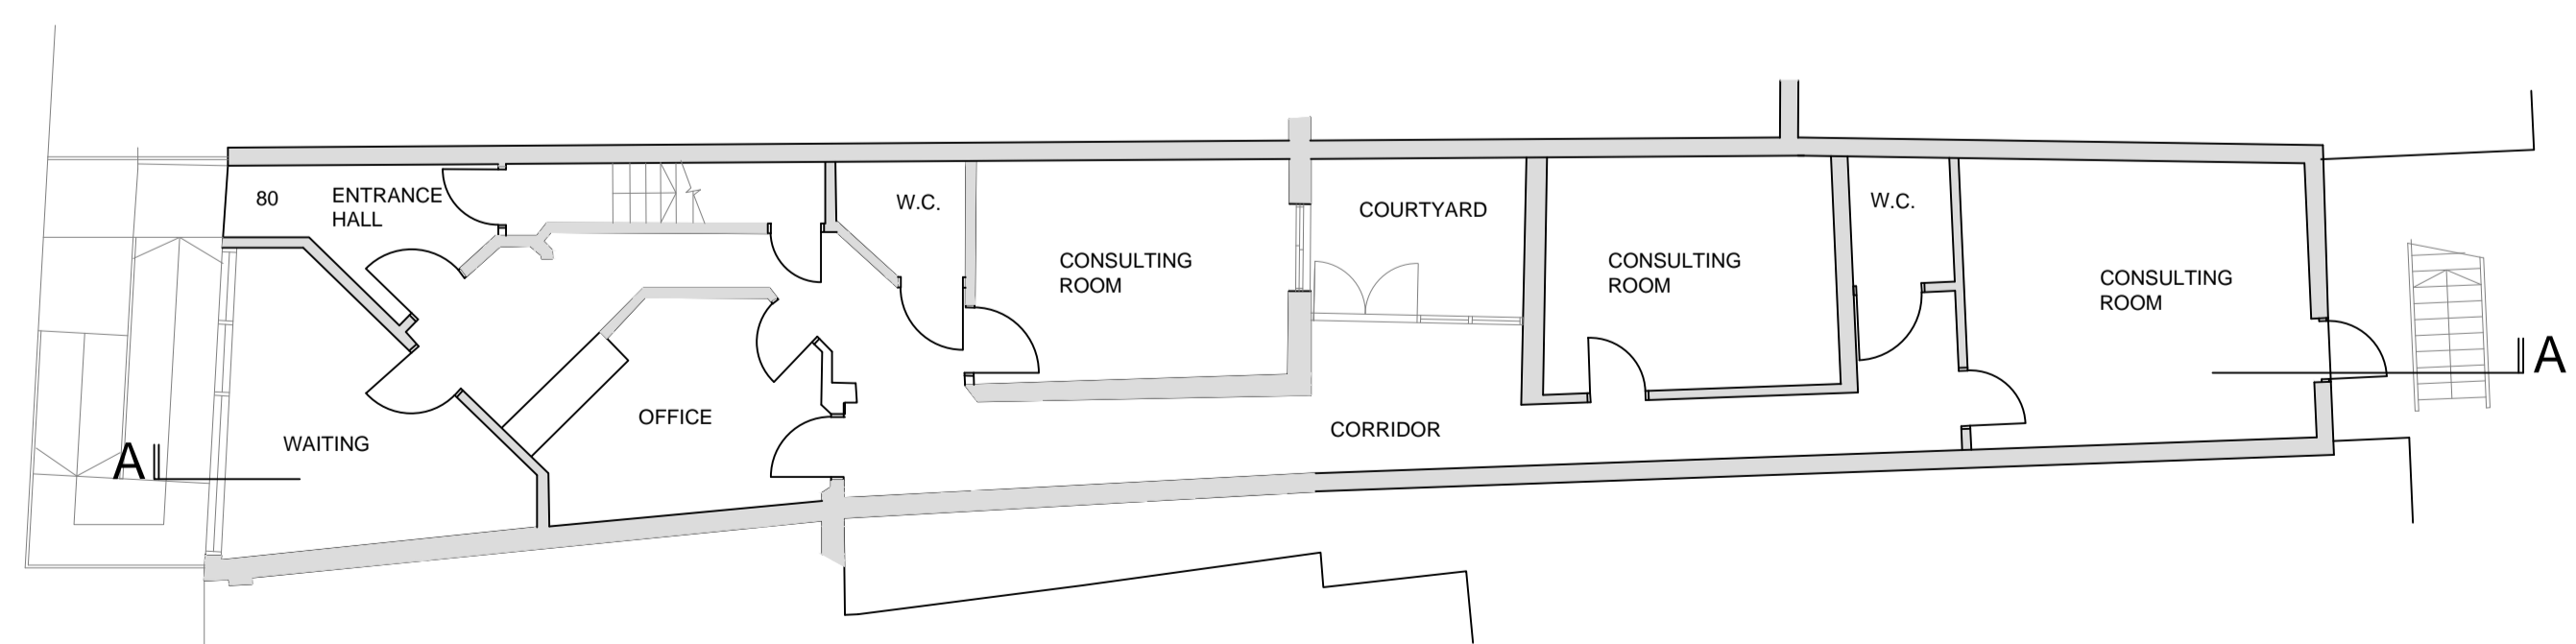 80
ENTRANCE
HALL
W.C.
COURTYARD
W.C.
CONSULTING
ROOM
CONSULTING
ROOM
CONSULTING
ROOM
A
OFFICE
CORRIDOR
WAITING
A